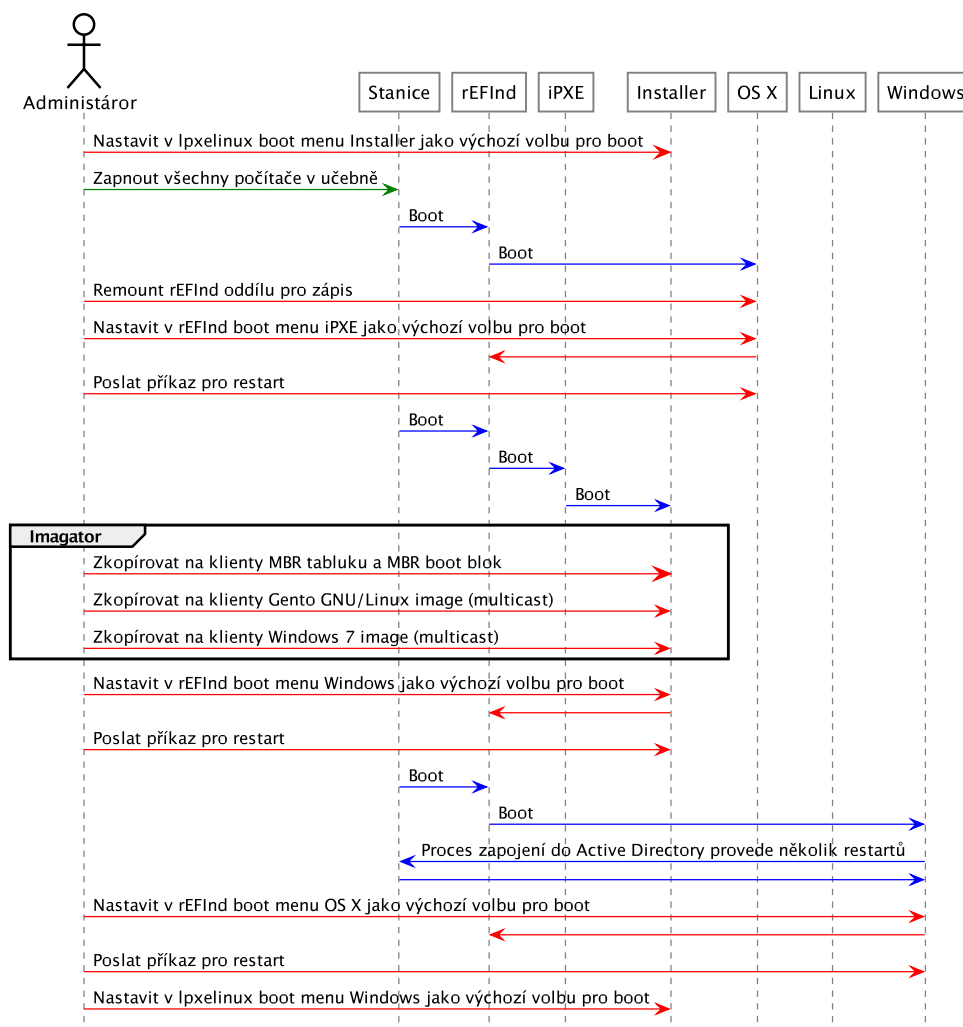 Administáror
Stanice
rEFInd
iPXE
Installer
OS X
Linux
Windows
Nastavit v lpxelinux boot menu Installer jako výchozí volbu pro boot
Zapnout všechny počítače v učebně
Boot
Boot
Remount rEFInd oddílu pro zápis
Nastavit v rEFInd boot menu iPXE jako výchozí volbu pro boot
Poslat příkaz pro restart
Boot
Boot
Boot
Imagator
Zkopírovat na klienty MBR tabluku a MBR boot blok
Zkopírovat na klienty Gento GNU/Linux image (multicast)
Zkopírovat na klienty Windows 7 image (multicast)
Nastavit v rEFInd boot menu Windows jako výchozí volbu pro boot
Poslat příkaz pro restart
Boot
Boot
Proces zapojení do Active Directory provede několik restartů
Nastavit v rEFInd boot menu OS X jako výchozí volbu pro boot
Poslat příkaz pro restart
Nastavit v lpxelinux boot menu Windows jako výchozí volbu pro boot